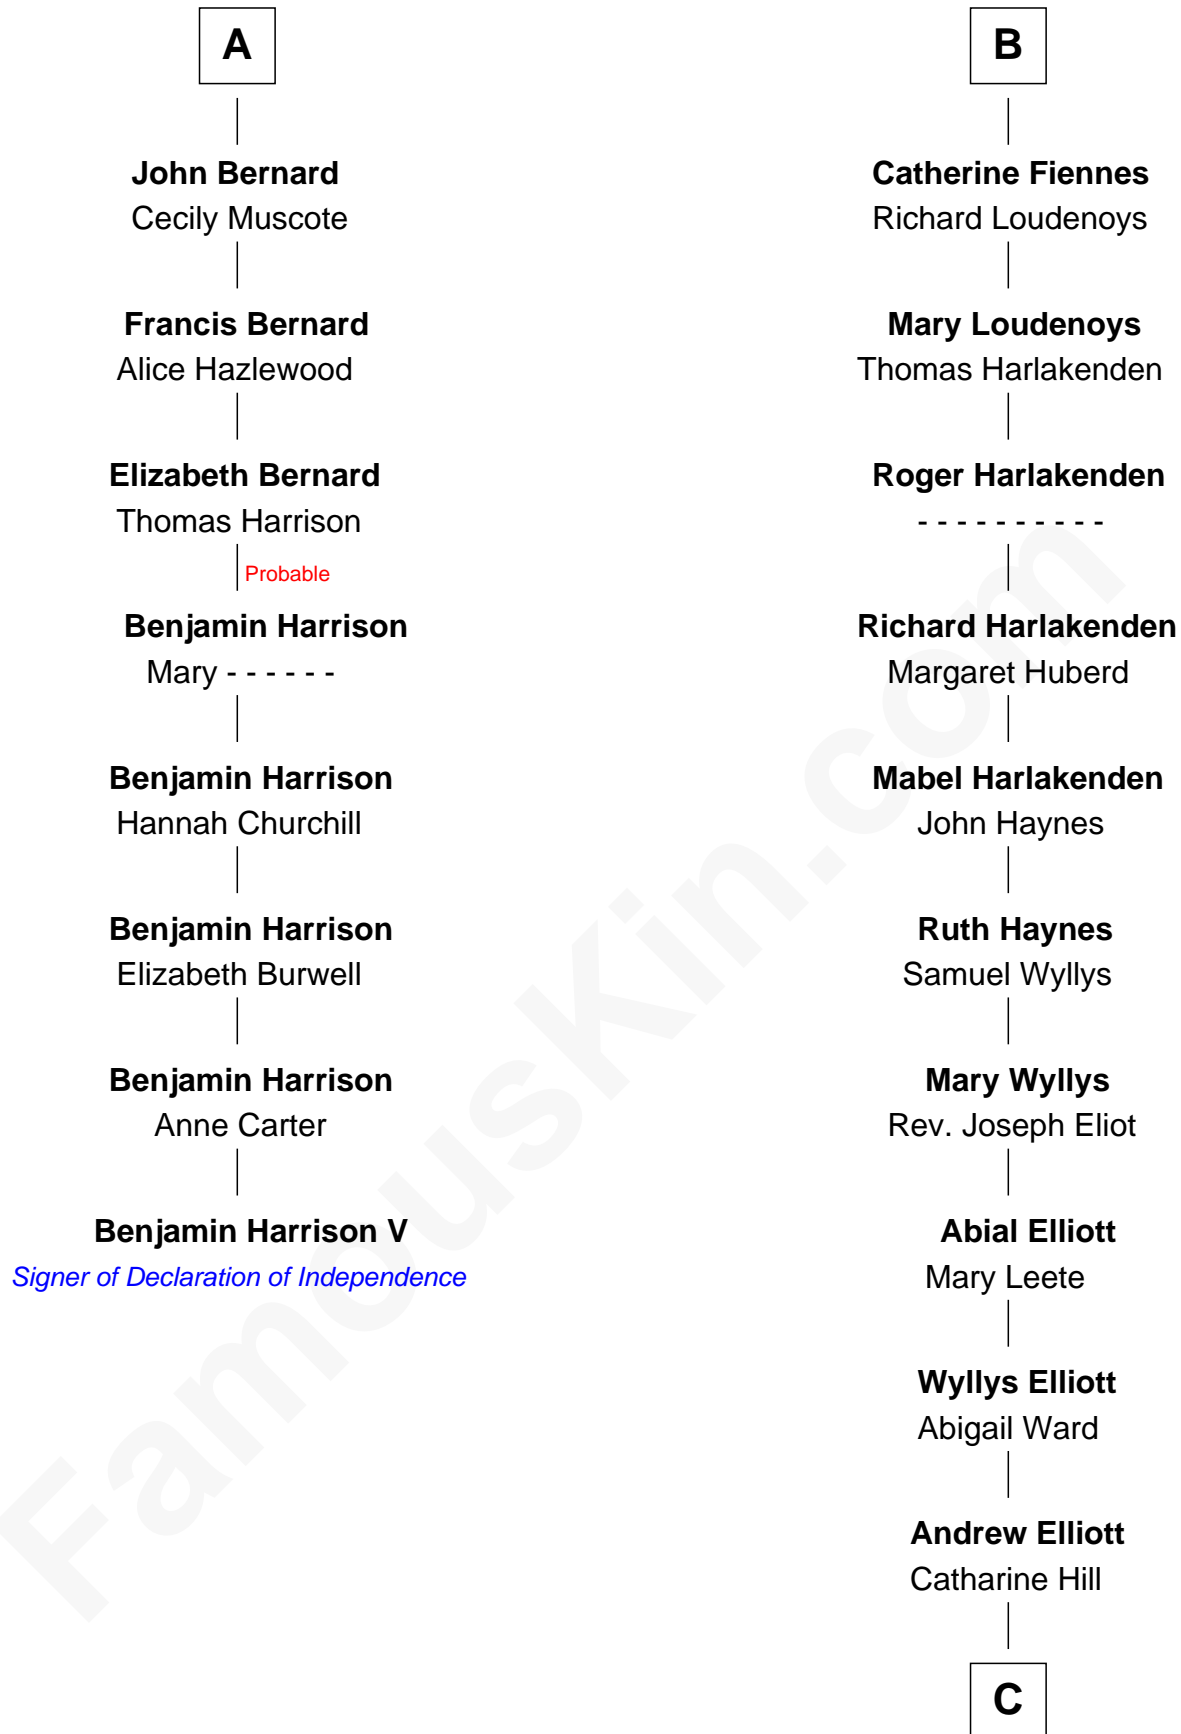 A
John Bernard
Cecily Muscote
Francis Bernard
Alice Hazlewood
Elizabeth Bernard
Thomas Harrison
Probable
Benjamin Harrison
Mary - - - - - -
Benjamin Harrison
Hannah Churchill
Benjamin Harrison
Elizabeth Burwell
Benjamin Harrison
Anne Carter
Benjamin Harrison V
Signer of Declaration of Independence
B
Catherine Fiennes
Richard Loudenoys
Mary Loudenoys
Thomas Harlakenden
Roger Harlakenden
- - - - - - - - - -
Richard Harlakenden
Margaret Huberd
Mabel Harlakenden
John Haynes
Ruth Haynes
Samuel Wyllys
Mary Wyllys
Rev. Joseph Eliot
Abial Elliott
Mary Leete
Wyllys Elliott
Abigail Ward
Andrew Elliott
Catharine Hill
C
FamousKin.com